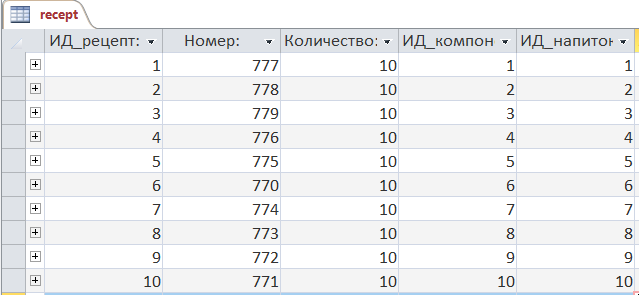 recept
ИД_рецепт: Номер: Количество: ИД_компон ИД_напиток
1 777 10 1 1
2 778 10 2 2
3 779 10 3 3
4 776 10 4 4
5 775 10 5 5
6 770 10 6 6
7 774 10 7 7
8 773 10 8 8
9 772 10 9 9
10 771 10 10 10